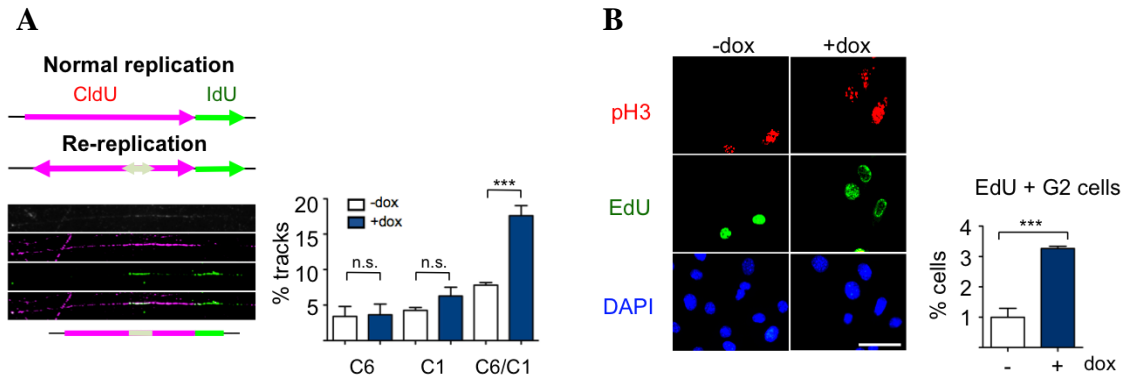 A
Normal replication
CldU IdU
Re-replication
% tracks
20
15
10
5
-dox
+dox
n.s.
n.s.
***
C6 C1 C6/C1
B
-dox +dox
pH3
EdU
DAPI
EdU + G2 cells
***
% cells
4
3
2
1
- + dox